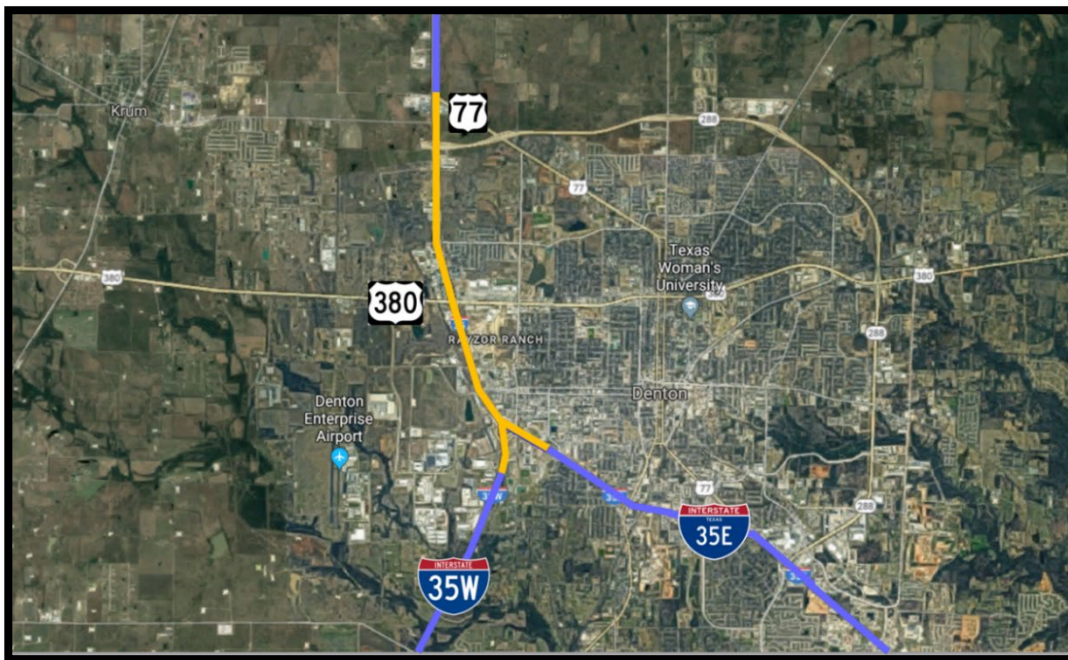 Krum
77
288
77
Texas
Woman's
University
380
380
380
RAYZOR RANCH
288
Denton
Enterprise
Airport
Denton
77
288
INTERSTATE
TEXAS
35E
INTERSTATE
35W